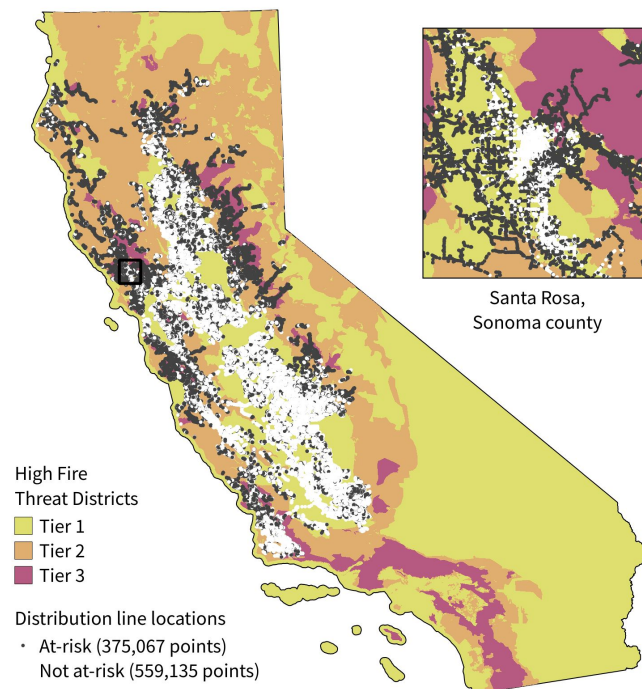 Santa Rosa,
Sonoma county
High Fire
Threat Districts
Tier 1
Tier 2
Tier 3
Distribution line locations
At-risk (375,067 points)
Not at-risk (559,135 points)